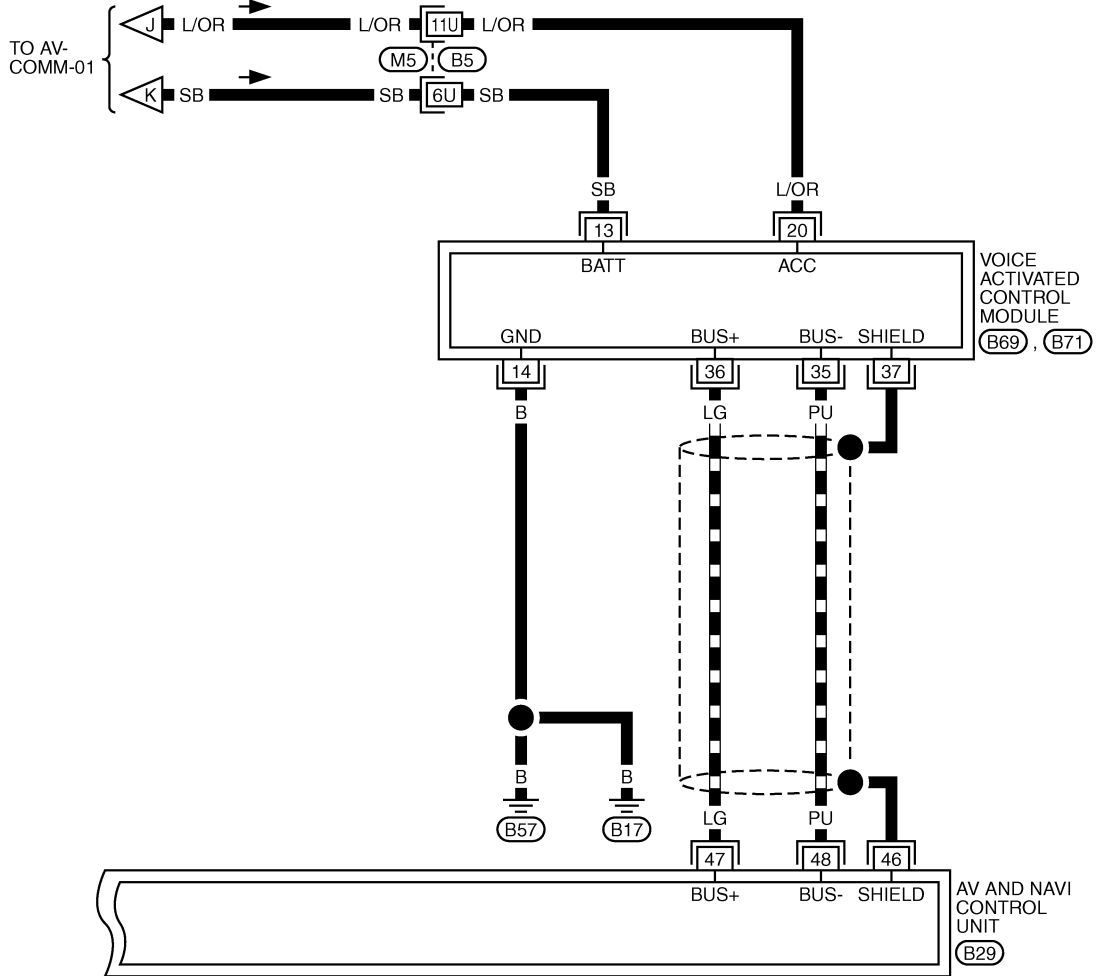 TO AV-
COMM-01
J L/OR L/OR 11U L/OR
M5 B5
K SB SB 6U SB
SB L/OR
13 20
BATT ACC
VOICE
ACTIVATED
CONTROL
MODULE
B69 , B71
GND BUS+ BUS- SHIELD
14 36 35 37
B LG PU
B B
B57 B17
LG PU
47 48 46
BUS+ BUS- SHIELD
AV AND NAVI
CONTROL
UNIT
B29